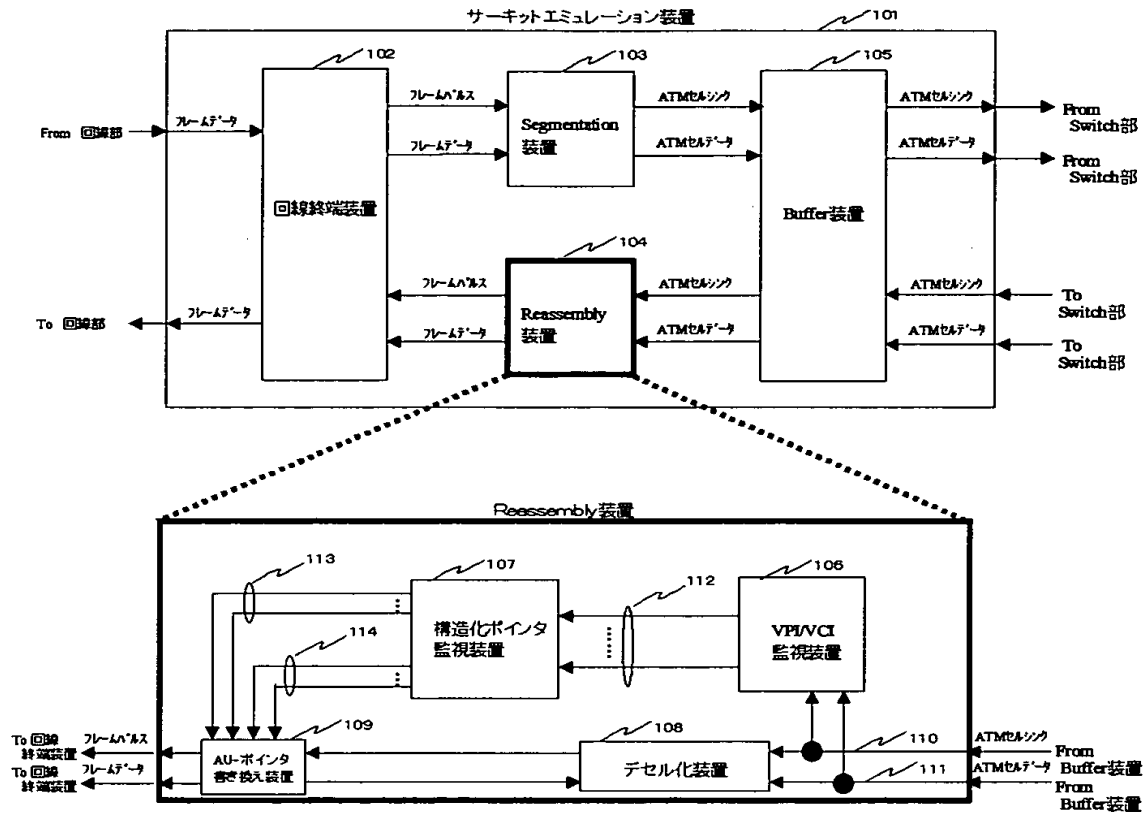 サーキットエミュレーション装置
101
102
103
105
フレームパルス
ATMセルシンク
ATMセルシンク
From Switch部
From 回線部
フレームデータ
Segmentation
装置
フレームデータ
ATMセルデータ
ATMセルデータ
From Switch部
回線終端装置
Buffer装置
104
フレームパルス
ATMセルシンク
ATMセルシンク
To Switch部
To 回線部
フレームデータ
Reassembly
装置
フレームデータ
ATMセルデータ
ATMセルデータ
To Switch部
Reassembly装置
113
107
112
106
114
構造化ポインタ
監視装置
VPI/VCI
監視装置
109
108
110
To 回線
終端装置
フレームパルス
AU-ポインタ
書き換え装置
デセル化装置
ATMセルシンク
From
Buffer装置
To 回線
終端装置
フレームデータ
111
ATMセルデータ
From
Buffer装置